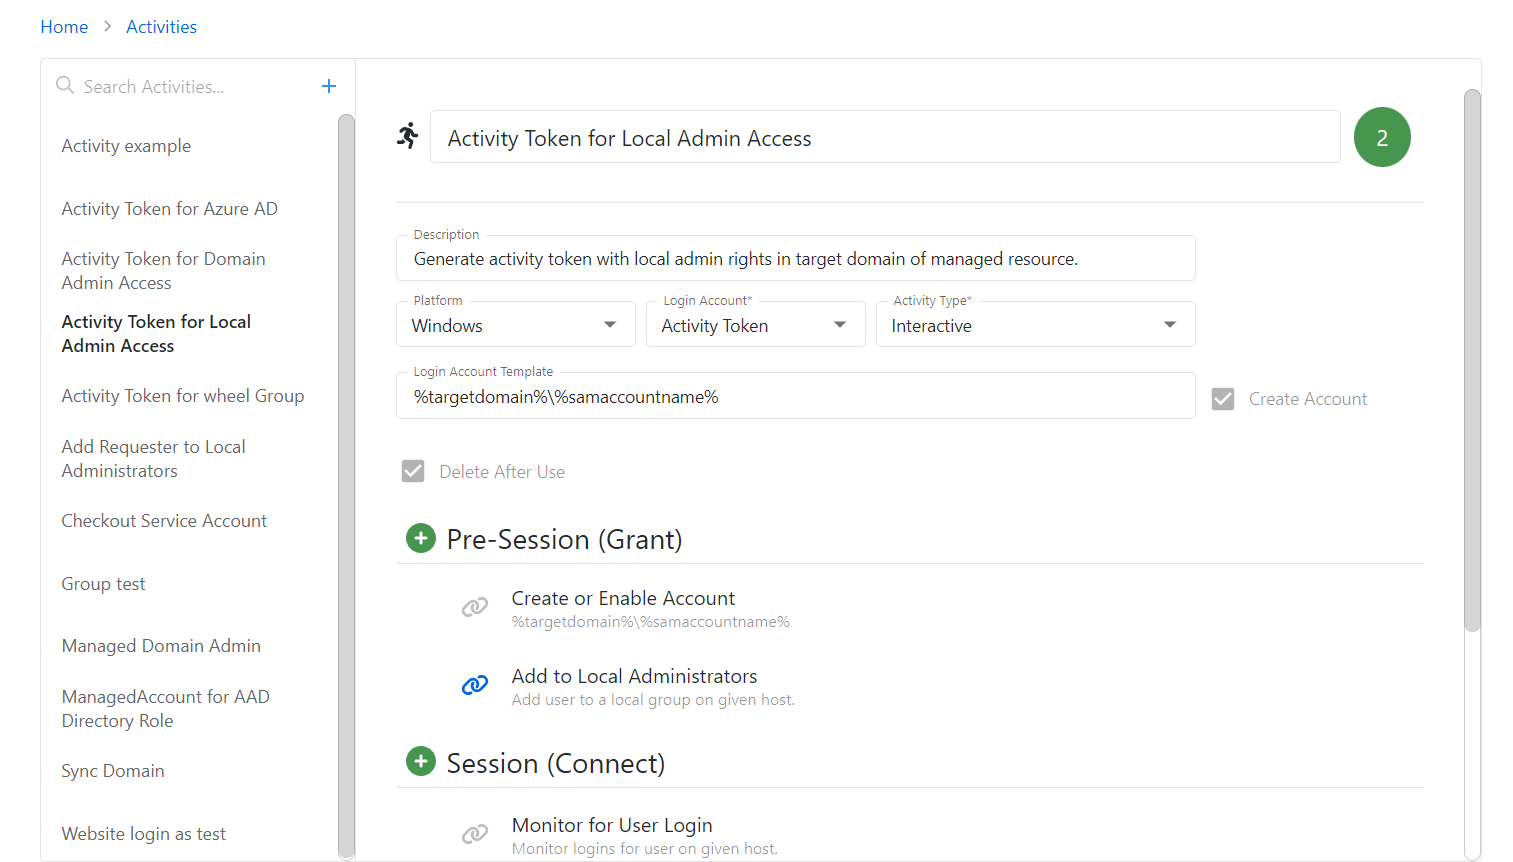 Home > Activities
Search Activities... +
Activity example
Activity Token for Azure AD
Activity Token for Domain
Admin Access
Activity Token for Local
Admin Access
Activity Token for wheel Group
Add Requester to Local
Administrators
Checkout Service Account
Group test
Managed Domain Admin
ManagedAccount for AAD
Directory Role
Sync Domain
Website login as test
Activity Token for Local Admin Access
2
Description
Generate activity token with local admin rights in target domain of managed resource.
Platform
Windows
Login Account*
Activity Token
Activity Type*
Interactive
Login Account Template
%targetdomain%\%samaccountname%
Create Account
Delete After Use
Pre-Session (Grant)
Create or Enable Account
%targetdomain%\%samaccountname%
Add to Local Administrators
Add user to a local group on given host.
Session (Connect)
Monitor for User Login
Monitor logins for user on given host.